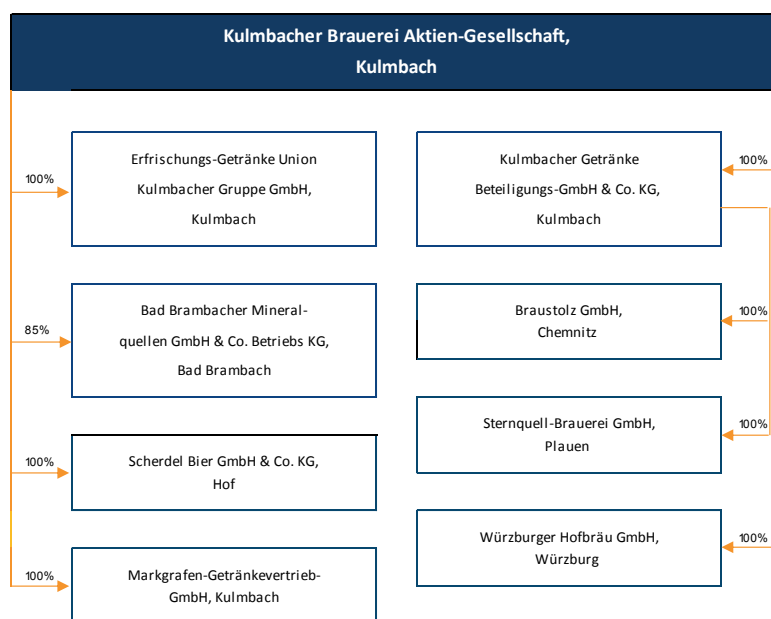 Kulmbacher Brauerei Aktien-Gesellschaft,
Kulmbach
100%
Erfrischungs-Getränke Union
Kulmbacher Gruppe GmbH,
Kulmbach
85%
Bad Brambacher Mineral-
quellen GmbH & Co. Betriebs KG,
Bad Brambach
100%
Scherdel Bier GmbH & Co. KG,
Hof
100%
Markgrafen-Getränkevertrieb-
GmbH, Kulmbach
Kulmbacher Getränke
Beteiligungs-GmbH & Co. KG,
Kulmbach
100%
Braustolz GmbH,
Chemnitz
100%
Sternquell-Brauerei GmbH,
Plauen
100%
Würzburger Hofbräu GmbH,
Würzburg
100%